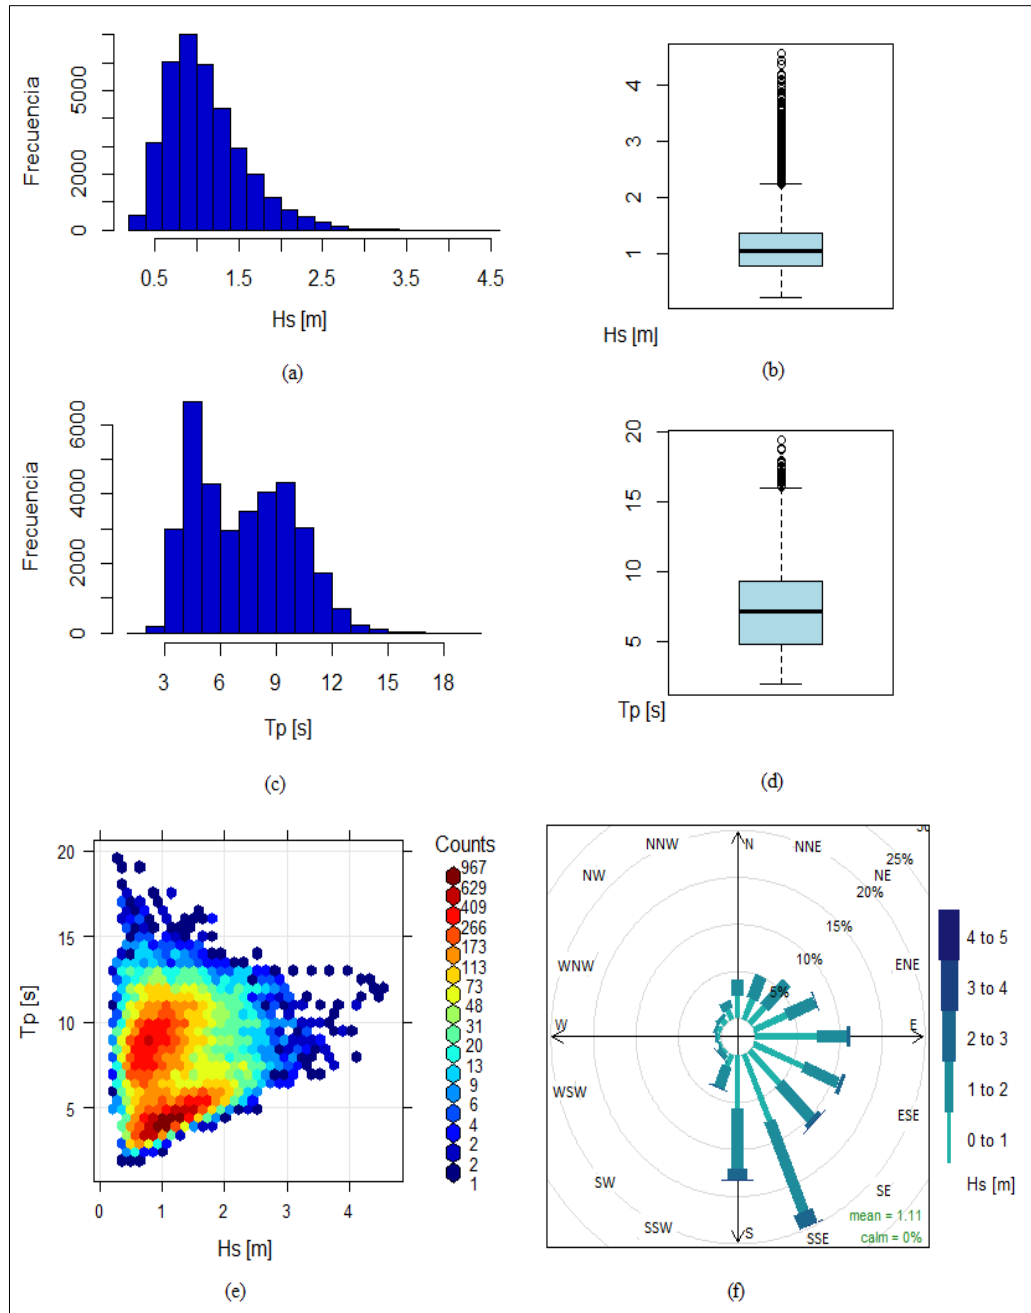 Frecuencia
0
2000
5000
0.5
1.5
2.5
3.5
4.5
Hs [m]
(a)
1
2
3
4
Hs [m]
(b)
Frecuencia
0
2000
4000
6000
3
6
9
12
15
18
Tp [s]
(c)
5
10
15
20
Tp [s]
(d)
20
15
10
5
Tp [s]
0
1
2
3
4
Hs [m]
Counts
967
629
409
266
173
113
73
48
31
20
13
9
6
4
2
2
1
(e)
NNW
N
NNE
NW
NE
25%
20%
15%
WNW
10%
ENE
5%
W
E
WSW
ESE
SW
SE
SSW
S
SSE
mean = 1.11
calm = 0%
4 to 5
3 to 4
2 to 3
1 to 2
0 to 1
Hs [m]
(f)